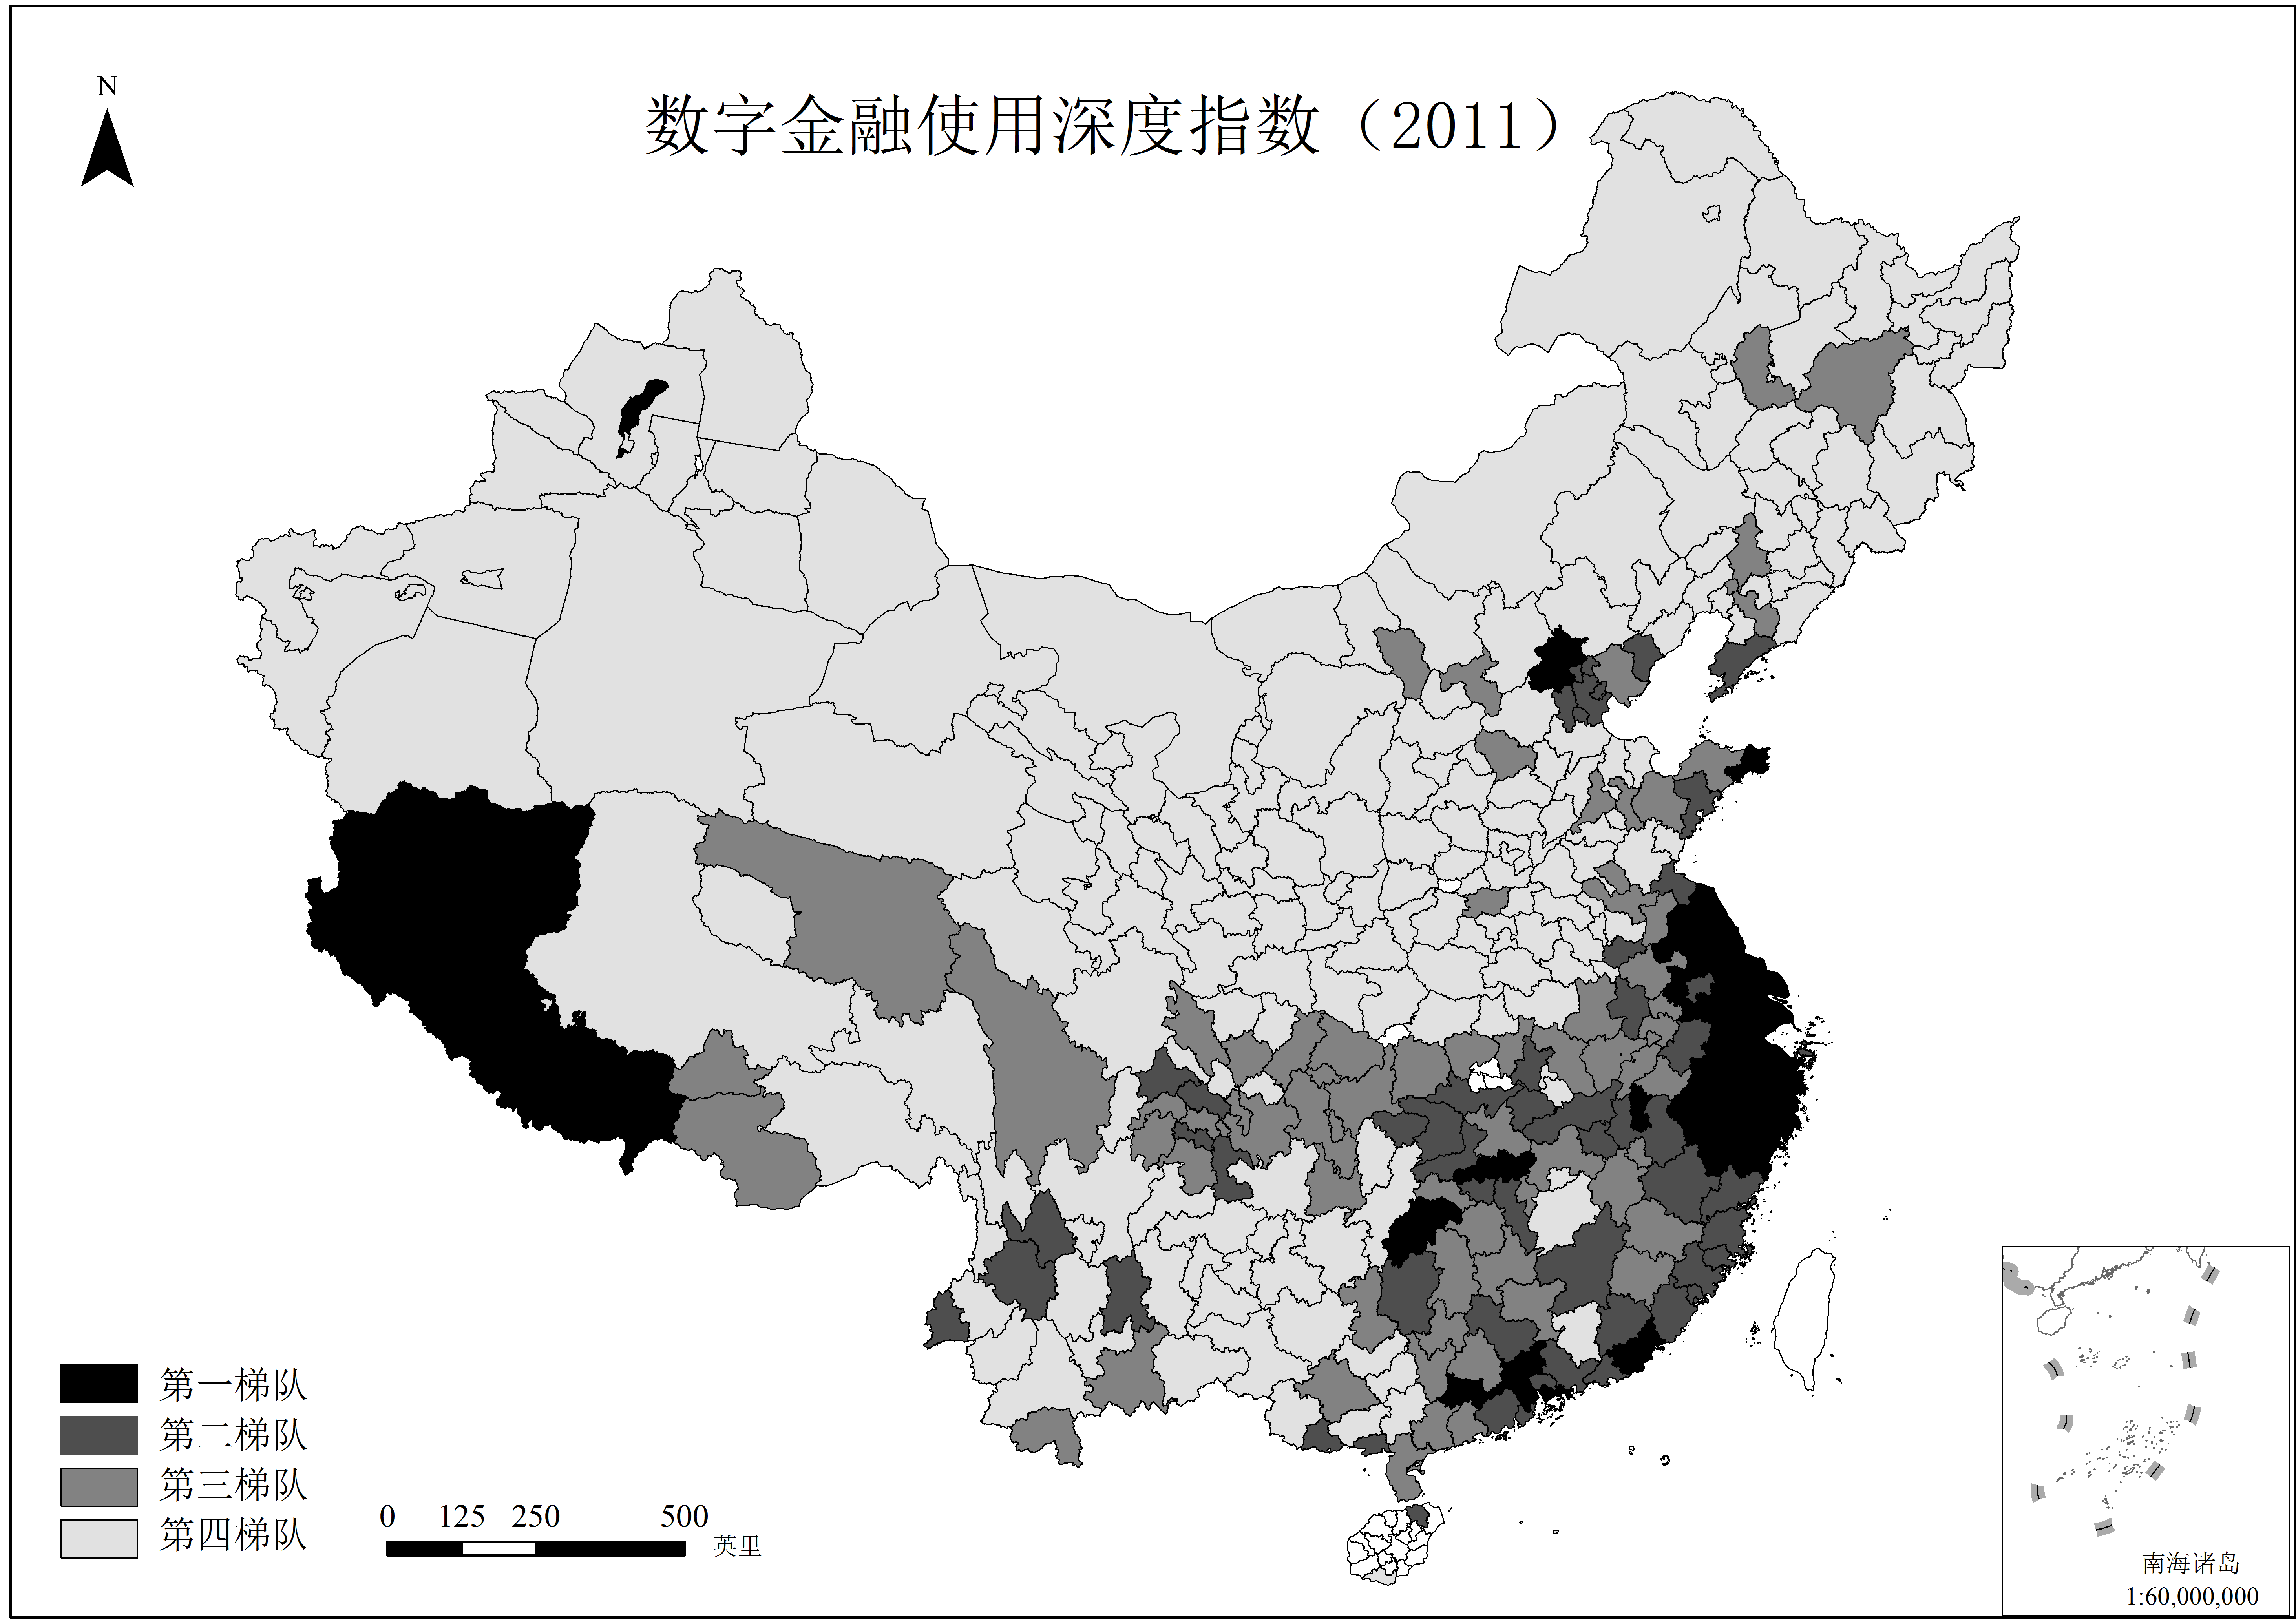 N
数字金融使用深度指数（2011）
第一梯队
第二梯队
第三梯队
第四梯队
0 125 250 500
英里
南海诸岛
1:60,000,000